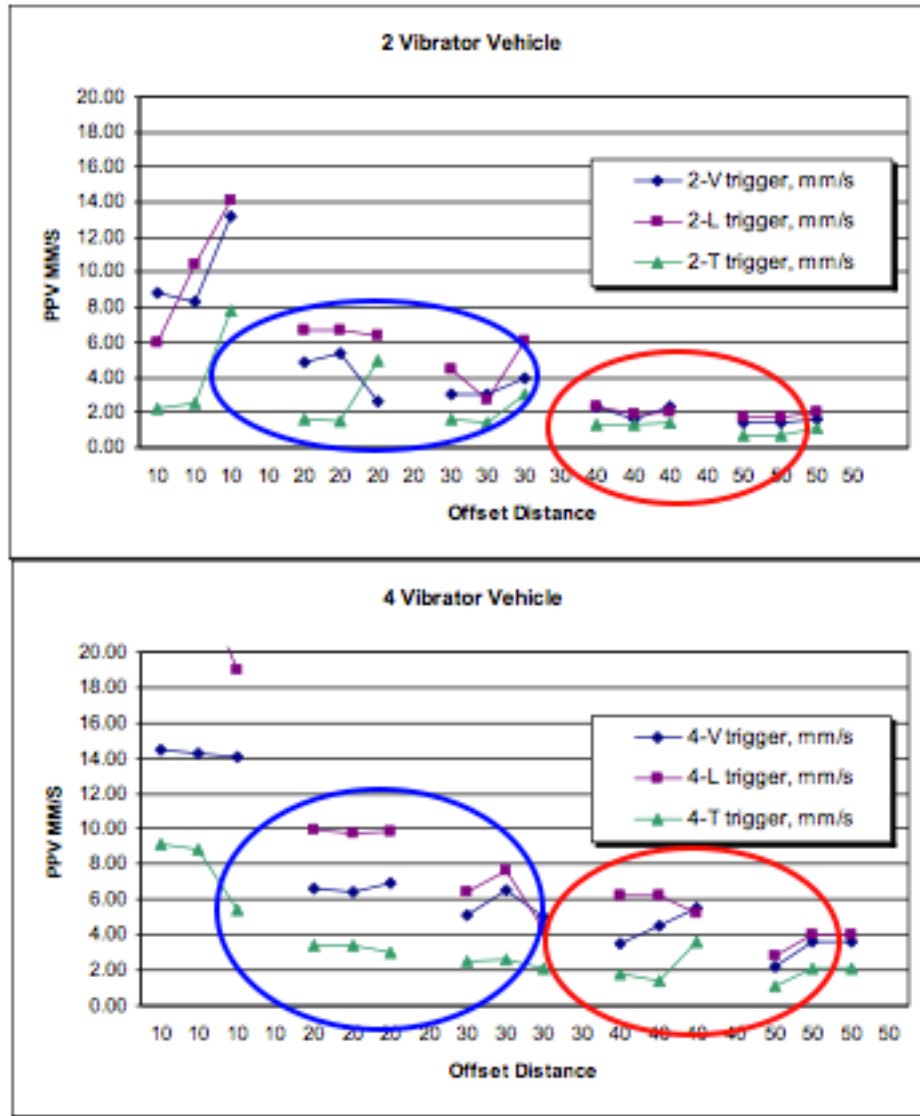 2 Vibrator Vehicle
20.00
18.00
16.00
14.00
12.00
10.00
8.00
6.00
4.00
2.00
0.00
PPV MM/S
2-V trigger, mm/s
2-L trigger, mm/s
2-T trigger, mm/s
10 10 10 10 20 20 20 20 30 30 30 30 40 40 40 40 50 50 50 50
Offset Distance
4 Vibrator Vehicle
20.00
18.00
16.00
14.00
12.00
10.00
8.00
6.00
4.00
2.00
0.00
PPV MM/S
4-V trigger, mm/s
4-L trigger, mm/s
4-T trigger, mm/s
10 10 10 10 20 20 20 20 30 30 30 30 40 40 40 40 50 50 50 50
Offset Distance